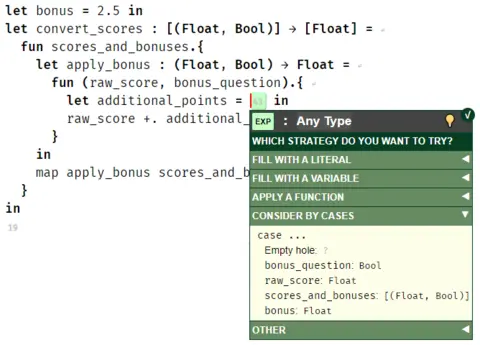 let bonus = 2.5 in
let convert_scores : [(Float, Bool)] → [Float] =
fun scores_and_bonuses.{
let apply_bonus : (Float, Bool) → Float =
fun (raw_score, bonus_question).{
let additional_points = in
raw_score +. additional_
}
in
map apply_bonus scores_and_b
}
in
19
EXP : Any Type
WHICH STRATEGY DO YOU WANT TO TRY?
FILL WITH A LITERAL
FILL WITH A VARIABLE
APPLY A FUNCTION
CONSIDER BY CASES
case ...
Empty hole: ?
bonus_question: Bool
raw_score: Float
scores_and_bonuses: [(Float, Bool)]
bonus: Float
OTHER